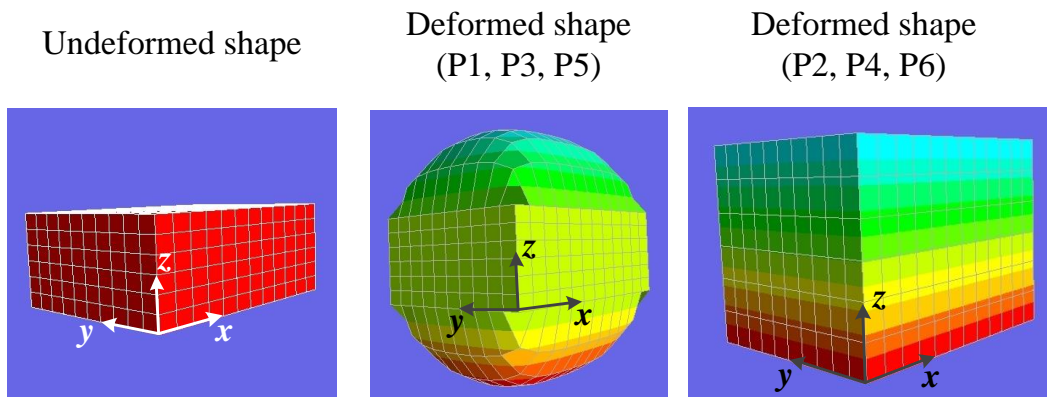 Undeformed shape
Deformed shape
(P1, P3, P5)
Deformed shape
(P2, P4, P6)
z
y
x
z
y
x
z
y
x